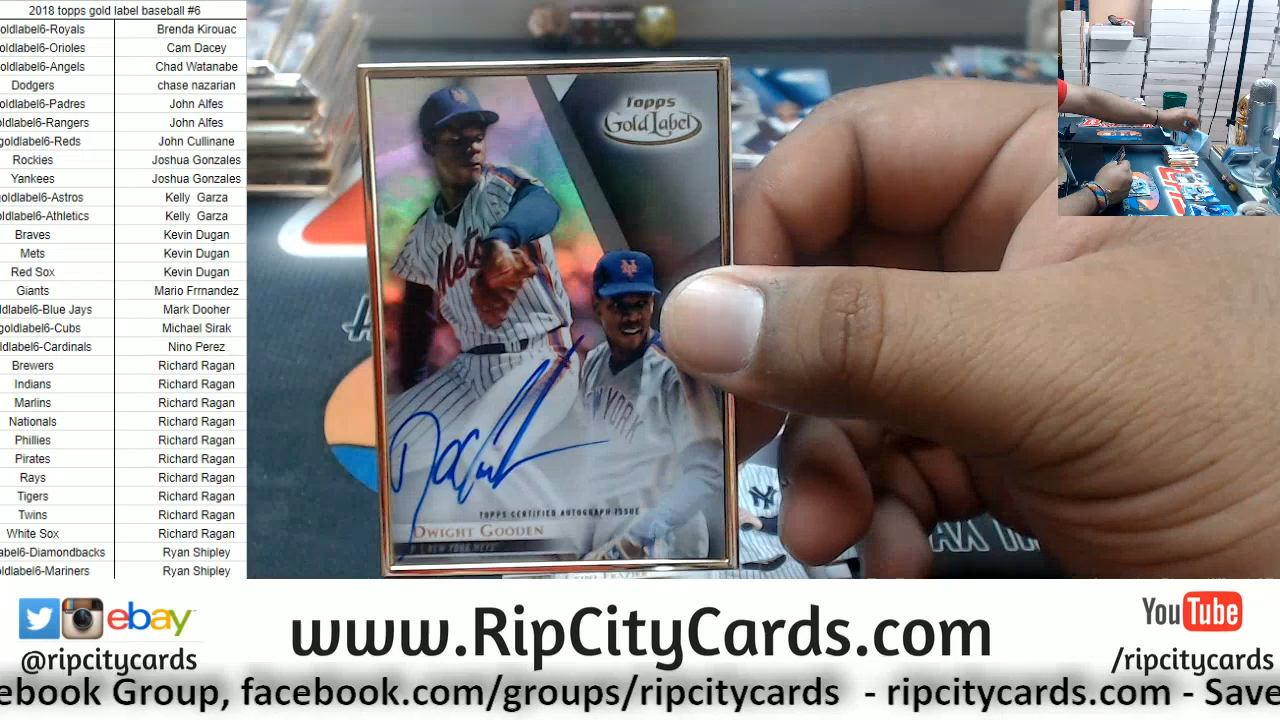 2018 topps gold label baseball #6
oldlabel6-Royals Brenda Kirouac
oldlabel6-Orioles Cam Dacey
oldlabel6-Angels Chad Watanabe
Dodgers chase nazarian
oldlabel6-Padres John Alfes
oldlabel6-Rangers John Alfes
goldlabel6-Reds John Cullinane
Rockies Joshua Gonzales
Yankees Joshua Gonzales
goldlabel6-Astros Kelly Garza
oldlabel6-Athletics Kelly Garza
Braves Kevin Dugan
Mets Kevin Dugan
Red Sox Kevin Dugan
Giants Mario Frrnandez
ldlabel6-Blue Jays Mark Dooher
goldlabel6-Cubs Michael Sirak
ldlabel6-Cardinals Nino Perez
Brewers Richard Ragan
Indians Richard Ragan
Marlins Richard Ragan
Nationals Richard Ragan
Phillies Richard Ragan
Pirates Richard Ragan
Rays Richard Ragan
Tigers Richard Ragan
Twins Richard Ragan
White Sox Richard Ragan
abel6-Diamondbacks Ryan Shipley
ldlabel6-Mariners Ryan Shipley
Topps
Gold Label
Mets
NY
YORK
TOPPS CERTIFIED AUTOGRAPH ISSUE
DWIGHT GOODEN
NEW YORK METS
ebay
@ripcitycards
www.RipCityCards.com
YouTube
/ripcitycards
ebook Group, facebook.com/groups/ripcitycards - ripcitycards.com - Save